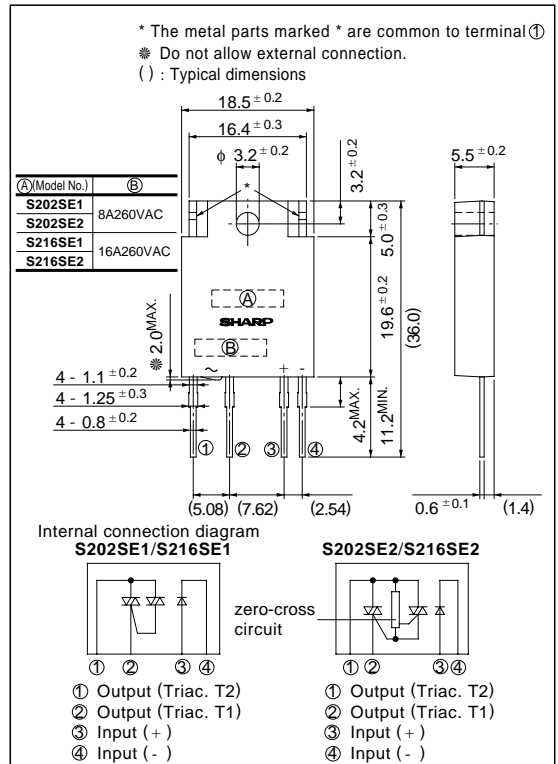 * The metal parts marked * are common to terminal①
❋ Do not allow external connection.
( ) : Typical dimensions
18.5 ± 0.2
16.4 ± 0.3
φ 3.2 ± 0.2
3.2 ± 0.2
5.5 ± 0.2
*
Ⓐ(Model No.) Ⓑ
S202SE1
S202SE2
8A260VAC
S216SE1
S216SE2
16A260VAC
5.0 ± 0.3
19.6 ± 0.2
(36.0)
Ⓐ
SHARP
Ⓑ
❋ 2.0MAX.
~ + -
4 - 1.1 ± 0.2
4 - 1.25 ± 0.3
4 - 0.8 ± 0.2
4.2MAX.
11.2MIN.
① ② ③ ④
(5.08) (7.62) (2.54)
0.6 ± 0.1 (1.4)
Internal connection diagram
S202SE1/S216SE1 S202SE2/S216SE2
zero-cross
circuit
① ② ③ ④ ① ② ③ ④
① Output (Triac. T2) ① Output (Triac. T2)
② Output (Triac. T1) ② Output (Triac. T1)
③ Input ( + ) ③ Input ( + )
④ Input ( - ) ④ Input ( - )